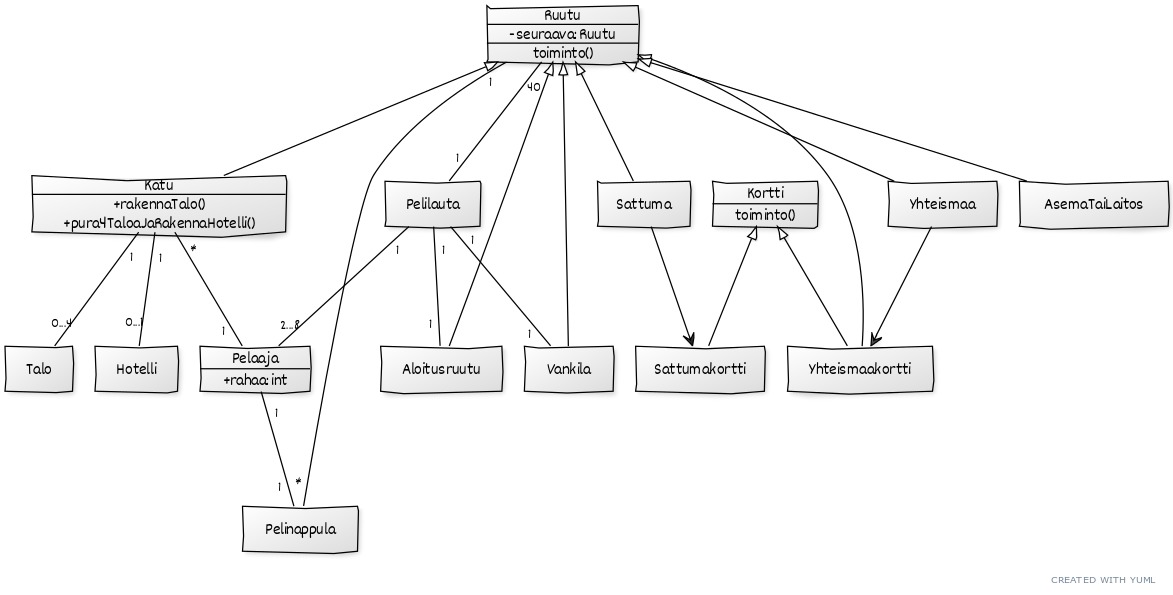 Ruutu
-seuraava: Ruutu
toiminto()
1
40
1
Katu
+rakennaTalo()
+pura4TaloaJaRakennaHotelli()
Pelilauta
Sattuma
Kortti
toiminto()
Yhteismaa
AsemaTaiLaitos
1
1
*
1
1
1
0...4
0...1
1
2...8
1
1
Talo
Hotelli
Pelaaja
+rahaa: int
Aloitusruutu
Vankila
Sattumakortti
Yhteismaakortti
1
1
*
Pelinappula
CREATED WITH YUML